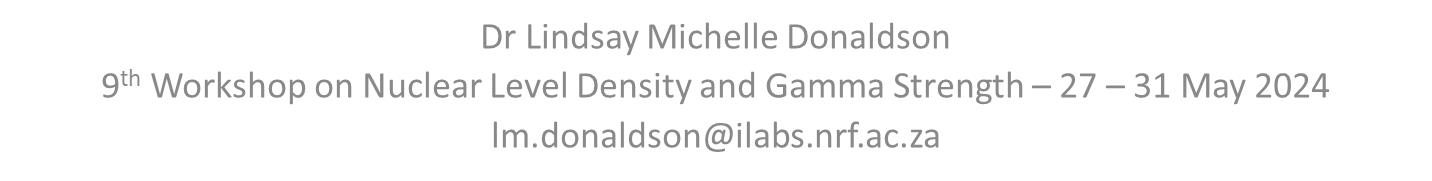 Dr Lindsay Michelle Donaldson
9th Workshop on Nuclear Level Density and Gamma Strength – 27 – 31 May 2024
lm.donaldson@ilabs.nrf.ac.za